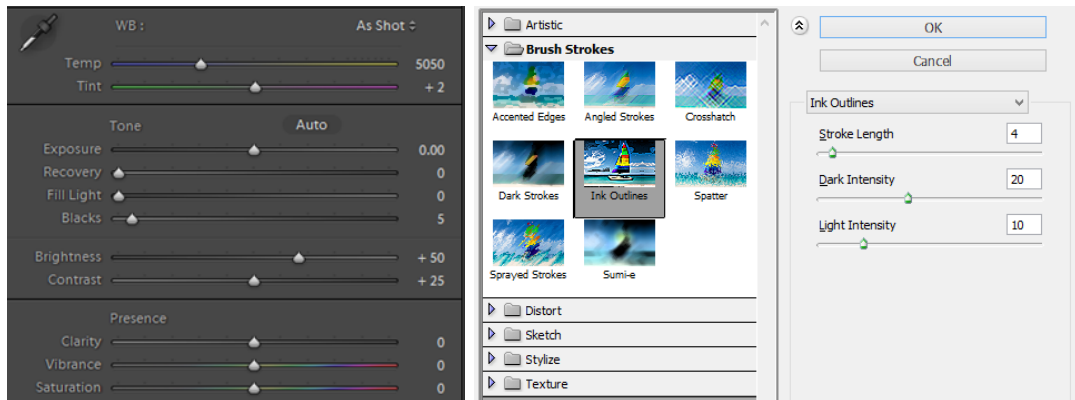 WB : As Shot
Temp 5050
Tint + 2
Tone Auto
Exposure 0.00
Recovery 0
Fill Light 0
Blacks 5
Brightness + 50
Contrast + 25
Presence
Clarity 0
Vibrance 0
Saturation 0
Artistic
Brush Strokes
Accented Edges Angled Strokes Crosshatch
Dark Strokes Ink Outlines Spatter
Sprayed Strokes Sumi-e
Distort
Sketch
Stylize
Texture
OK
Cancel
Ink Outlines
Stroke Length 4
Dark Intensity 20
Light Intensity 10